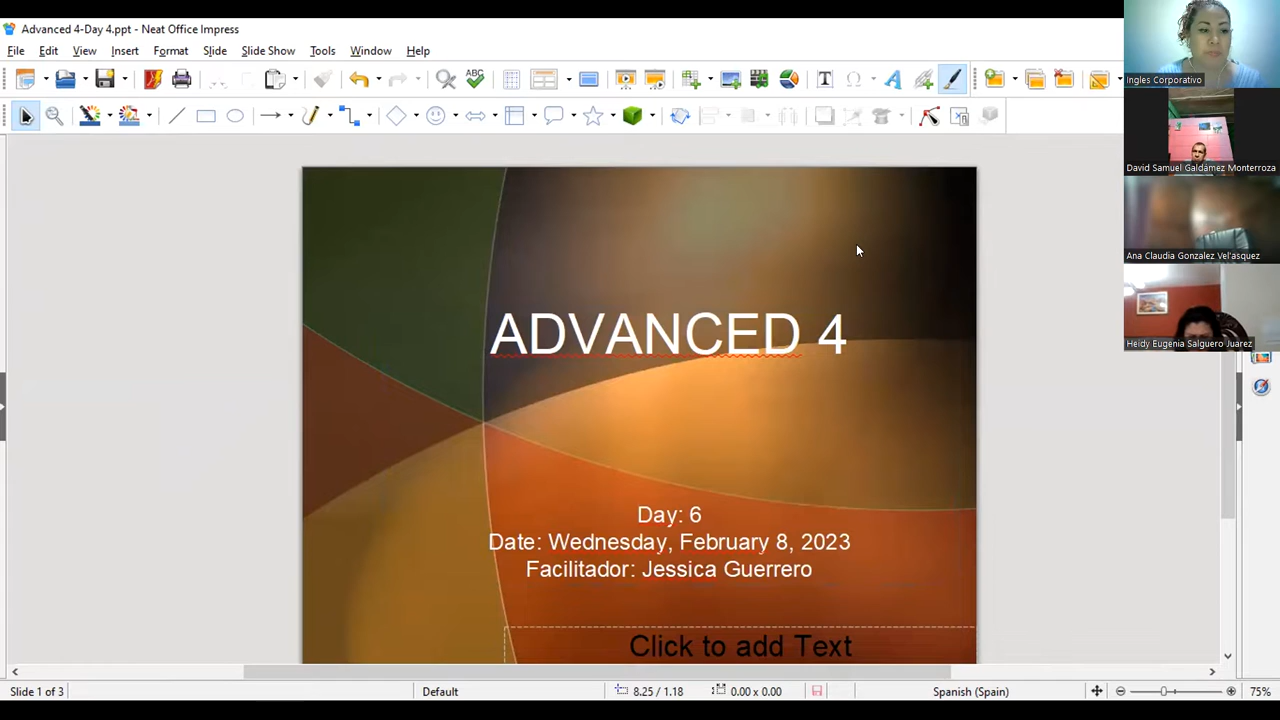 Advanced 4-Day 4.ppt - Neat Office Impress
File Edit View Insert Format Slide Slide Show Tools Window Help
ABC
ADVANCED 4
Day: 6
Date: Wednesday, February 8, 2023
Facilitador: Jessica Guerrero
Click to add Text
Slide 1 of 3 Default 8.25 / 1.18 0.00 x 0.00 Spanish (Spain) 75%
Ingles Corporativo
David Samuel Galdámez Monterroza
Ana Claudia Gonzalez Vel'asquez
Heidy Eugenia Salguero Juarez